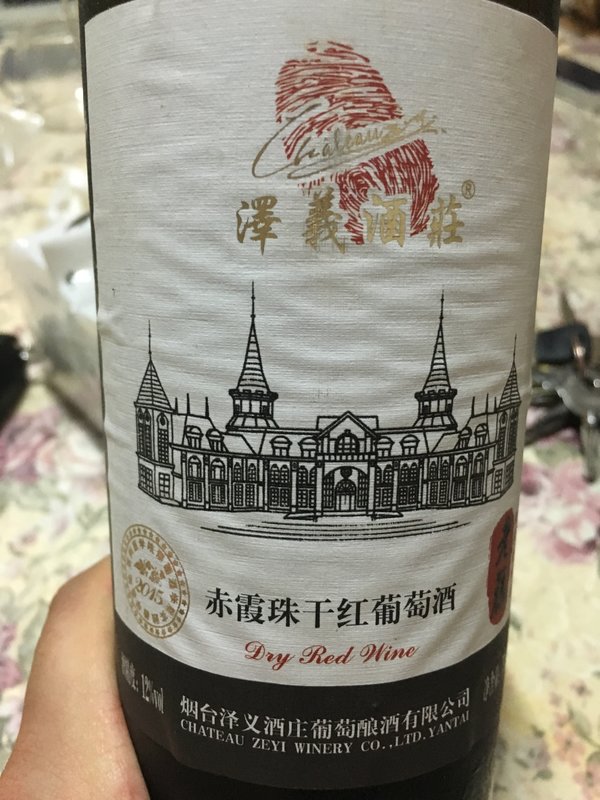 Chateau
澤義酒莊®
2015
赤霞珠干红葡萄酒
Dry Red Wine
12%vol
烟台泽义酒庄葡萄酿酒有限公司
CHATEAU ZEYI WINERY CO.,LTD.YANTAI